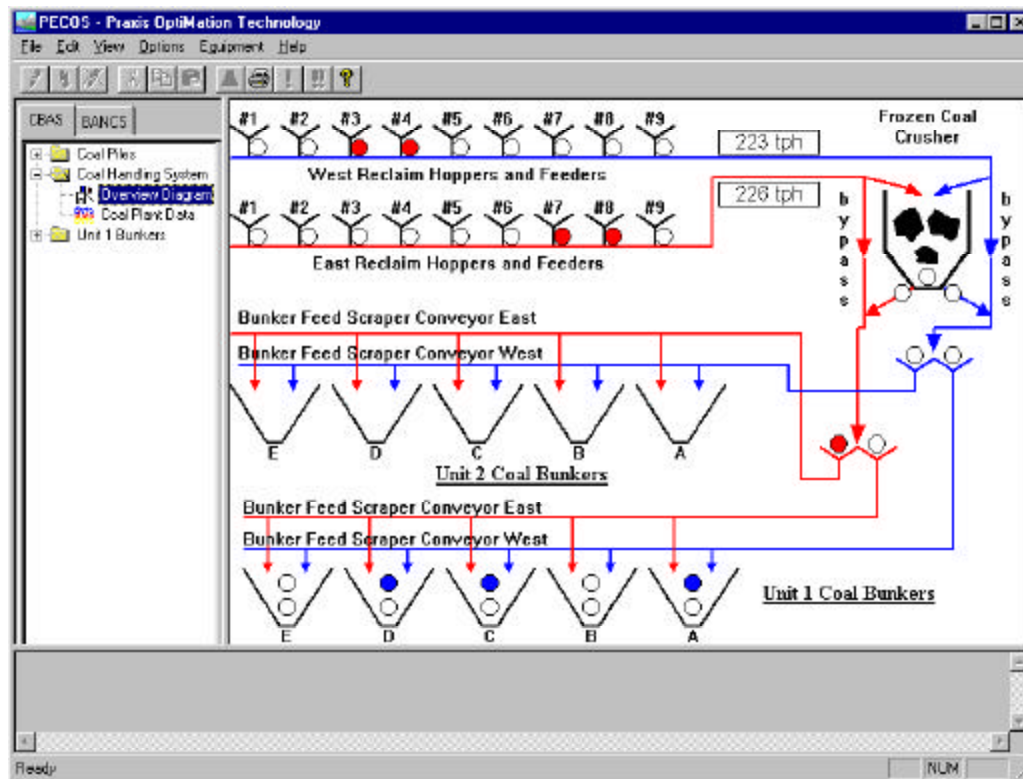 PECOS - Praxis OptiMation Technology
File Edit View Options Equipment Help
CBAS BANCS
Coal Piles
Coal Handling System
Overview Diagram
Coal Plant Data
Unit 1 Bunkers
#1 #2 #3 #4 #5 #6 #7 #8 #9
223 tph
Frozen Coal
Crusher
West Reclaim Hoppers and Feeders
226 tph
#1 #2 #3 #4 #5 #6 #7 #8 #9
East Reclaim Hoppers and Feeders
bypass
bypass
Bunker Feed Scraper Conveyor East
Bunker Feed Scraper Conveyor West
E D C B A
Unit 2 Coal Bunkers
Bunker Feed Scraper Conveyor East
Bunker Feed Scraper Conveyor West
Unit 1 Coal Bunkers
E D C B A
Ready NUM